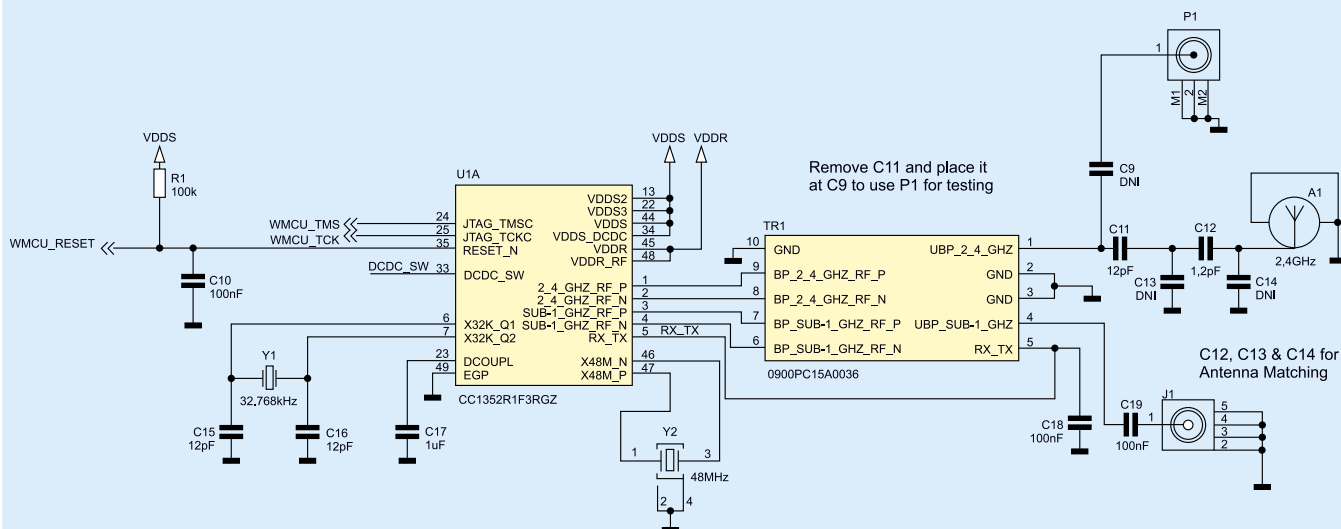 P1
1
M1
2
M2
VDDS
R1
100k
WMCU_RESET
C10
100nF
WMCU_TMS
WMCU_TCK
DCDC_SW
U1A
24
JTAG_TMSC
25
JTAG_TCKC
35
RESET_N
33
DCDC_SW
6
X32K_Q1
7
X32K_Q2
23
DCOUPL
49
EGP
VDDS2
13
VDDS3
22
VDDS
44
VDDS_DCDC
34
VDDR
45
VDDR_RF
48
2_4_GHZ_RF_P
1
2_4_GHZ_RF_N
2
SUB-1_GHZ_RF_P
3
SUB-1_GHZ_RF_N
4
RX_TX
5
X48M_N
46
X48M_P
47
CC1352R1F3RGZ
VDDS
VDDR
RX_TX
Y1
32.768kHz
C15
12pF
C16
12pF
C17
1uF
Y2
1
3
48MHz
2
4
Remove C11 and place it
at C9 to use P1 for testing
TR1
10
GND
9
BP_2_4_GHZ_RF_P
8
BP_2_4_GHZ_RF_N
7
BP_SUB-1_GHZ_RF_P
6
BP_SUB-1_GHZ_RF_N
UBP_2_4_GHZ
1
GND
2
GND
3
UBP_SUB-1_GHZ
4
RX_TX
5
0900PC15A0036
C9
DNI
C11
12pF
C12
1,2pF
C13
DNI
C14
DNI
A1
2,4GHz
C12, C13 & C14 for
Antenna Matching
C18
100nF
C19
100nF
J1
1
5
4
3
2